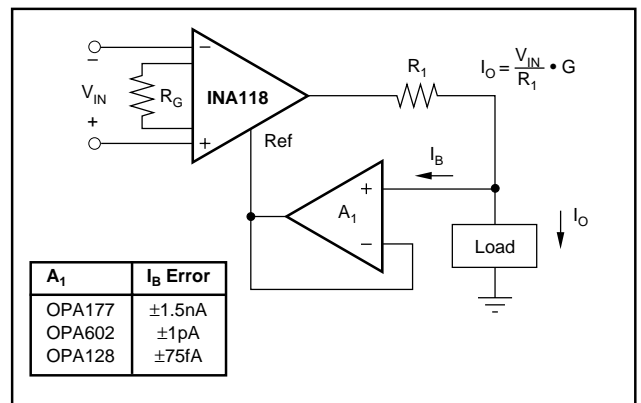 –
V_IN
+
R_G
–
INA118
+
Ref
R_1
I_O = V_IN / R_1 • G
I_B
+
A_1
–
I_O
Load
A_1 I_B Error
OPA177 ±1.5nA
OPA602 ±1pA
OPA128 ±75fA